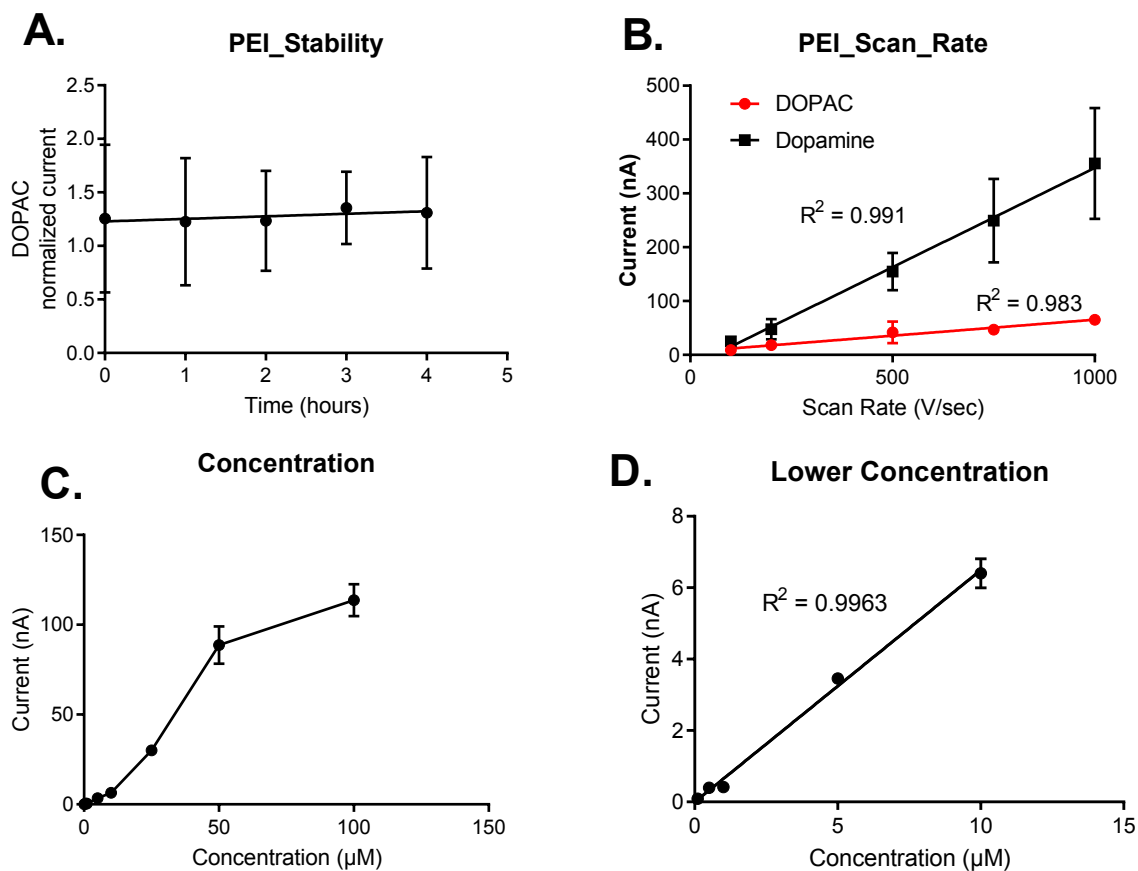 A.
PEI_Stability
2.5
2.0
1.5
1.0
0.5
0.0
DOPAC
normalized current
0
1
2
3
4
5
Time (hours)
B.
PEI_Scan_Rate
500
400
300
200
100
0
Current (nA)
DOPAC
Dopamine
R² = 0.991
R² = 0.983
0
500
1000
Scan Rate (V/sec)
C.
Concentration
150
100
50
0
Current (nA)
0
50
100
150
Concentration (µM)
D.
Lower Concentration
8
6
4
2
0
Current (nA)
R² = 0.9963
0
5
10
15
Concentration (µM)